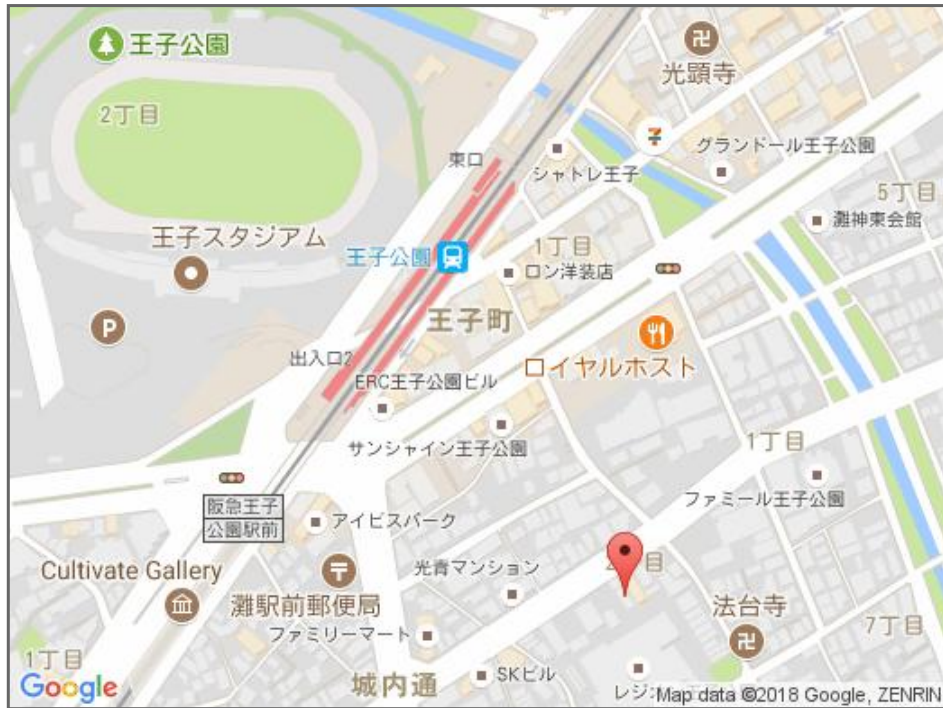 王子公園
光顕寺
2丁目
東口
シャトレ王子
グランドール王子公園
5丁目
灘神東会館
王子スタジアム
王子公園
1丁目
ロン洋装店
P
王子町
出入口2
ロイヤルホスト
ERC王子公園ビル
サンシャイン王子公園
1丁目
ファミール王子公園
阪急王子
公園駅前
アイビスパーク
Cultivate Gallery
光青マンション
丁目
灘駅前郵便局
法台寺
ファミリーマート
7丁目
1丁目
城内通
SKビル
Google
レジ
Map data ©2018 Google, ZENRIN